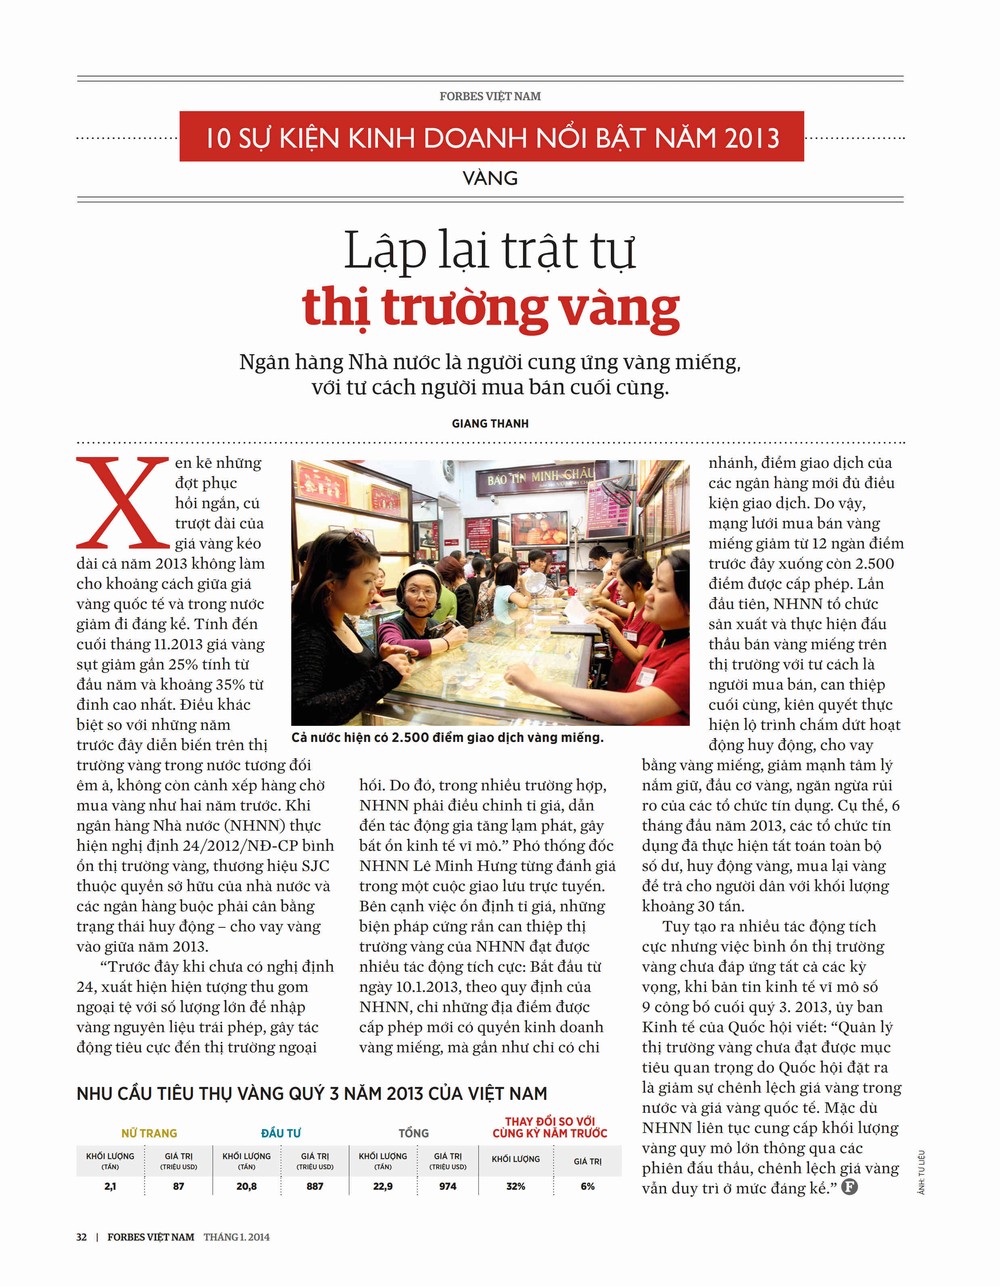 FORBES VIỆT NAM
10 SỰ KIỆN KINH DOANH NỔI BẬT NĂM 2013
VÀNG
Lập lại trật tự
thị trường vàng
Ngân hàng Nhà nước là người cung ứng vàng miếng,
với tư cách người mua bán cuối cùng.
GIANG THANH
Xen kẽ những
đợt phục
hồi ngắn, cú
trượt dài của
giá vàng kéo
dài cả năm 2013 không làm
cho khoảng cách giữa giá
vàng quốc tế và trong nước
giảm đi đáng kể. Tính đến
cuối tháng 11.2013 giá vàng
sụt giảm gần 25% tính từ
đầu năm và khoảng 35% từ
đỉnh cao nhất. Điều khác
biệt so với những năm
trước đây diễn biến trên thị
trường vàng trong nước tương đối
êm ả, không còn cảnh xếp hàng chờ
mua vàng như hai năm trước. Khi
ngân hàng Nhà nước (NHNN) thực
hiện nghị định 24/2012/NĐ-CP bình
ổn thị trường vàng, thương hiệu SJC
thuộc quyền sở hữu của nhà nước và
các ngân hàng buộc phải cân bằng
trạng thái huy động – cho vay vàng
vào giữa năm 2013.
“Trước đây khi chưa có nghị định
24, xuất hiện hiện tượng thu gom
ngoại tệ với số lượng lớn để nhập
vàng nguyên liệu trái phép, gây tác
động tiêu cực đến thị trường ngoại
BẢO TÍN MINH CHÂU
Cả nước hiện có 2.500 điểm giao dịch vàng miếng.
hối. Do đó, trong nhiều trường hợp,
NHNN phải điều chỉnh tỉ giá, dẫn
đến tác động gia tăng lạm phát, gây
bất ổn kinh tế vĩ mô.” Phó thống đốc
NHNN Lê Minh Hưng từng đánh giá
trong một cuộc giao lưu trực tuyến.
Bên cạnh việc ổn định tỉ giá, những
biện pháp cứng rắn can thiệp thị
trường vàng của NHNN đạt được
nhiều tác động tích cực: Bắt đầu từ
ngày 10.1.2013, theo quy định của
NHNN, chỉ những địa điểm được
cấp phép mới có quyền kinh doanh
vàng miếng, mà gần như chỉ có chi
nhánh, điểm giao dịch của
các ngân hàng mới đủ điều
kiện giao dịch. Do vậy,
mạng lưới mua bán vàng
miếng giảm từ 12 ngàn điểm
trước đây xuống còn 2.500
điểm được cấp phép. Lần
đầu tiên, NHNN tổ chức
sản xuất và thực hiện đấu
thầu bán vàng miếng trên
thị trường với tư cách là
người mua bán, can thiệp
cuối cùng, kiên quyết thực
hiện lộ trình chấm dứt hoạt
động huy động, cho vay
bằng vàng miếng, giảm mạnh tâm lý
nắm giữ, đầu cơ vàng, ngăn ngừa rủi
ro của các tổ chức tín dụng. Cụ thể, 6
tháng đầu năm 2013, các tổ chức tín
dụng đã thực hiện tất toán toàn bộ
số dư, huy động vàng, mua lại vàng
để trả cho người dân với khối lượng
khoảng 30 tấn.
Tuy tạo ra nhiều tác động tích
cực nhưng việc bình ổn thị trường
vàng chưa đáp ứng tất cả các kỳ
vọng, khi bản tin kinh tế vĩ mô số
9 công bố cuối quý 3. 2013, ủy ban
Kinh tế của Quốc hội viết: “Quản lý
thị trường vàng chưa đạt được mục
tiêu quan trọng do Quốc hội đặt ra
là giảm sự chênh lệch giá vàng trong
nước và giá vàng quốc tế. Mặc dù
NHNN liên tục cung cấp khối lượng
vàng quy mô lớn thông qua các
phiên đấu thầu, chênh lệch giá vàng
vẫn duy trì ở mức đáng kể.” F
ẢNH: TƯ LIỆU
NHU CẦU TIÊU THỤ VÀNG QUÝ 3 NĂM 2013 CỦA VIỆT NAM
NỮ TRANG ĐẦU TƯ TỔNG THAY ĐỔI SO VỚI CÙNG KỲ NĂM TRƯỚC
KHỐI LƯỢNG (TẤN) GIÁ TRỊ (TRIỆU USD) KHỐI LƯỢNG (TẤN) GIÁ TRỊ (TRIỆU USD) KHỐI LƯỢNG (TẤN) GIÁ TRỊ (TRIỆU USD) KHỐI LƯỢNG GIÁ TRỊ
2,1 87 20,8 887 22,9 974 32% 6%
32 | FORBES VIỆT NAM THÁNG 1. 2014